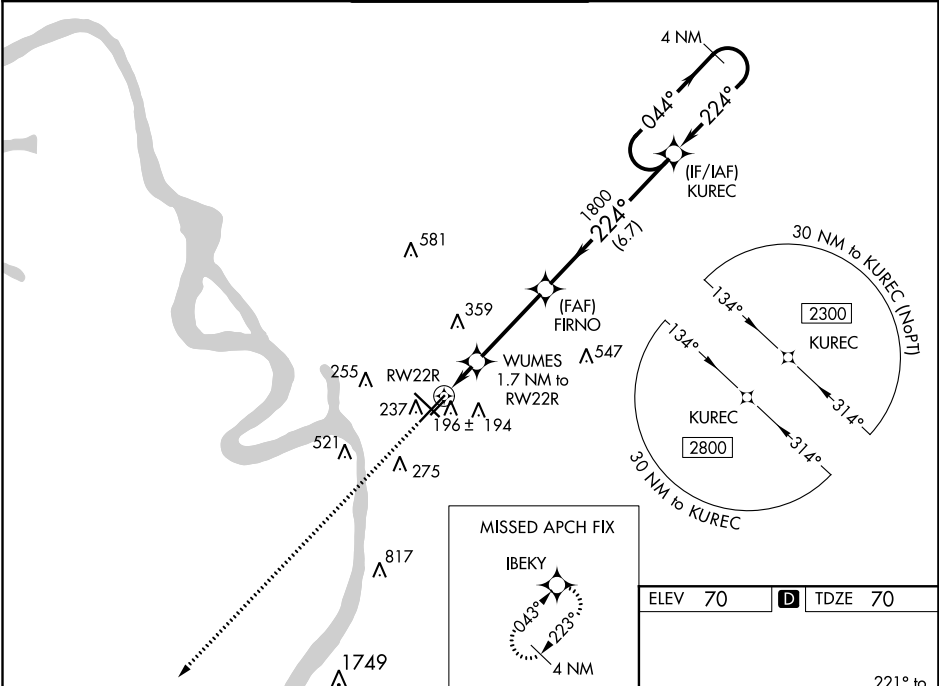 4 NM
044°
224°
(IF/IAF)
KUREC
1800
224°
(6.7)
581
30 NM to KUREC (NoPT)
134°
2300
KUREC
314°
(FAF)
FIRNO
359
134°
547
WUMES
1.7 NM to
RW22R
RW22R
255
237
196 ± 194
KUREC
2800
314°
30 NM to KUREC
521
275
MISSED APCH FIX
IBEKY
043°
223°
4 NM
817
1749
ELEV 70 D TDZE 70
221° to